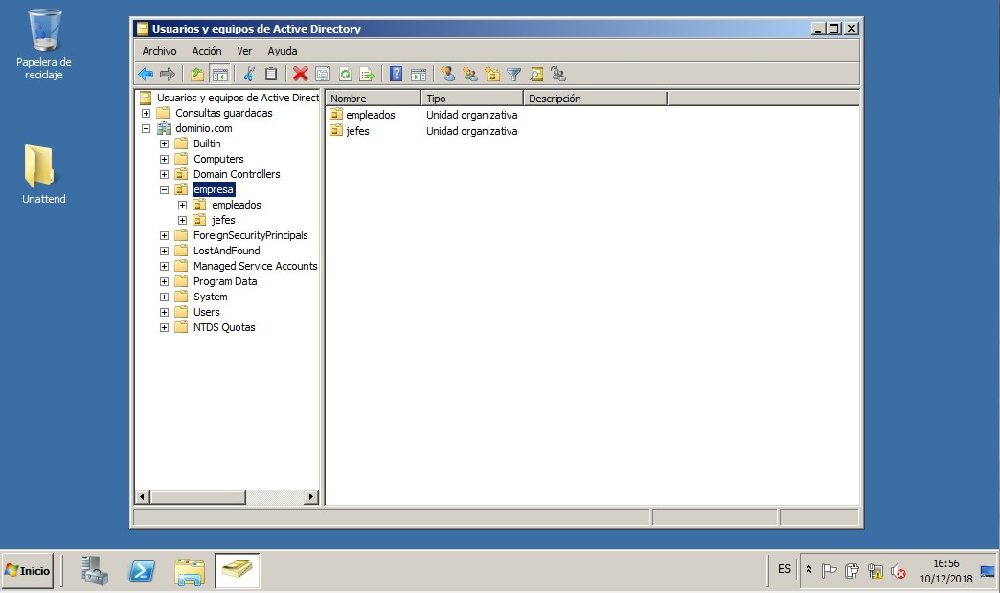 Papelera de
reciclaje
Unattend
Usuarios y equipos de Active Directory
Archivo Acción Ver Ayuda
Usuarios y equipos de Active Direct
Consultas guardadas
dominio.com
Builtin
Computers
Domain Controllers
empresa
empleados
jefes
ForeignSecurityPrincipals
LostAndFound
Managed Service Accounts
Program Data
System
Users
NTDS Quotas
Nombre Tipo Descripción
empleados Unidad organizativa
jefes Unidad organizativa
Inicio
ES
16:56
10/12/2018